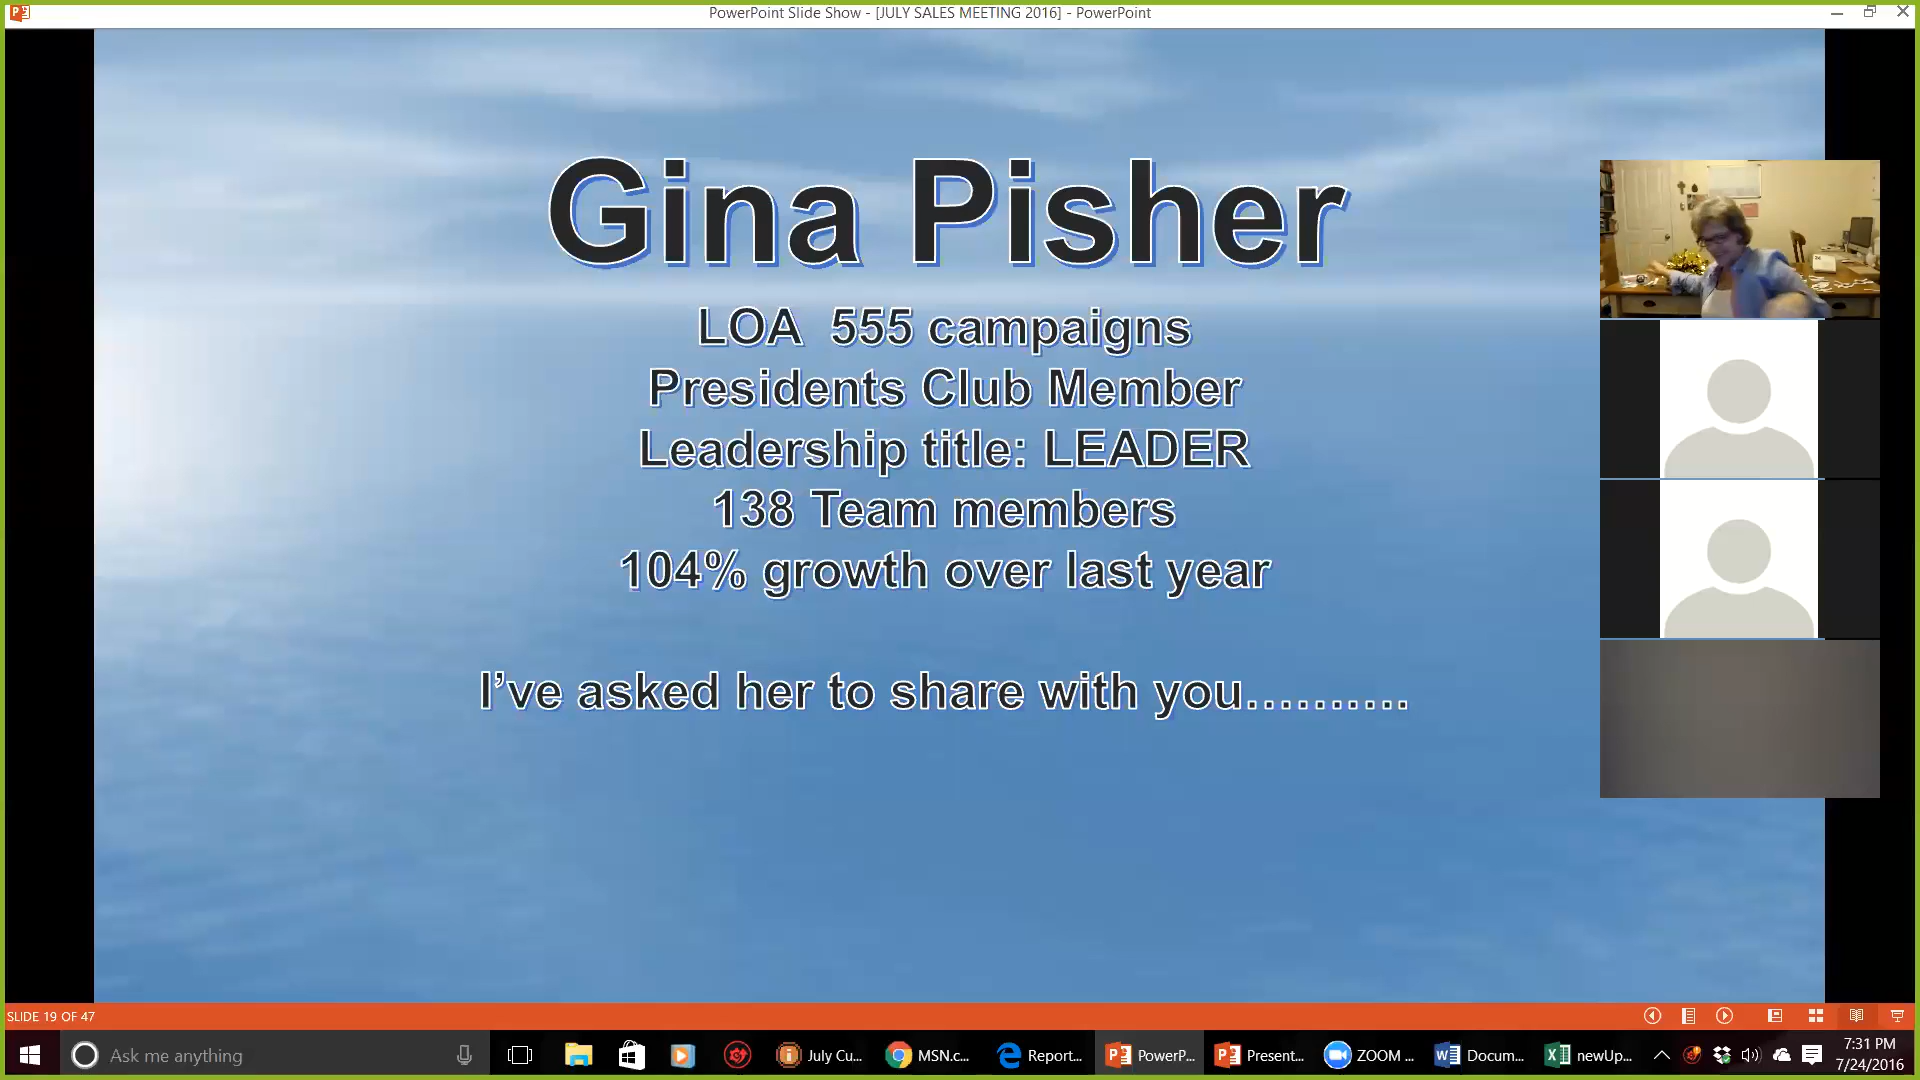 PowerPoint Slide Show - [JULY SALES MEETING 2016] - PowerPoint
Gina Pisher
LOA  555 campaigns
Presidents Club Member
Leadership title: LEADER
138 Team members
104% growth over last year
I’ve asked her to share with you..........
SLIDE 19 OF 47
Ask me anything
July Cu...
MSN.c...
Report...
PowerP...
Present...
ZOOM ...
Docum...
newUp...
7:31 PM
7/24/2016